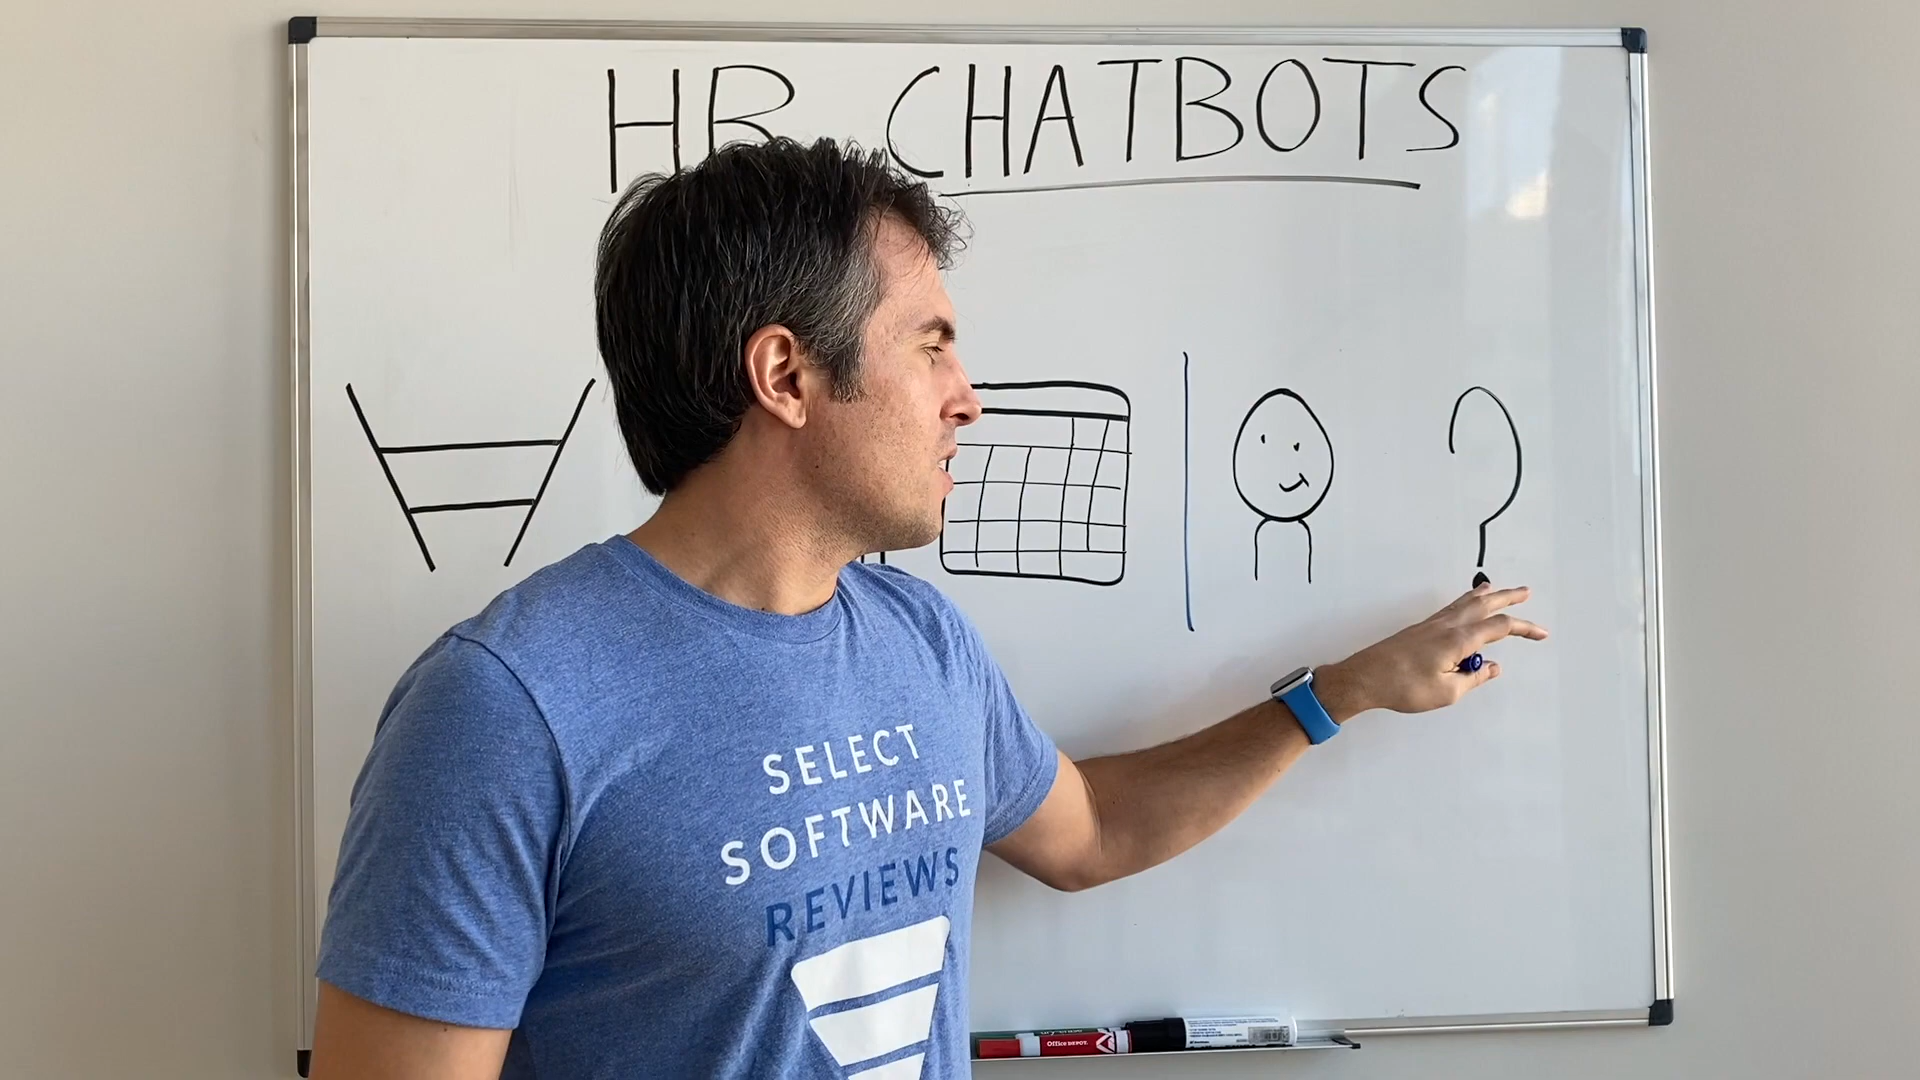 HR CHATBOTS
?
SELECT
SOFTWARE
REVIEWS
Office DEPOT.